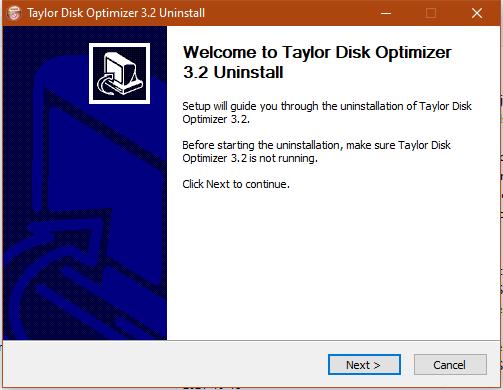 Taylor Disk Optimizer 3.2 Uninstall
Welcome to Taylor Disk Optimizer
3.2 Uninstall
Setup will guide you through the uninstallation of Taylor Disk
Optimizer 3.2.
Before starting the uninstallation, make sure Taylor Disk
Optimizer 3.2 is not running.
Click Next to continue.
Next >
Cancel